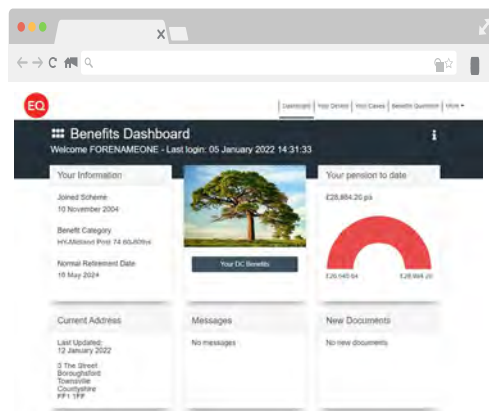 EQ
Dashboard | Your Details | Your Cases | Benefits Quotation | More
Benefits Dashboard
Welcome FORENAMEONE - Last login: 05 January 2022 14:31:33
Your Information
Joined Scheme
10 November 2004
Benefit Category
Normal Retirement Date
10 May 2024
Your DC Benefits
Your pension to date
£28,884.20 pa
£28,884.20
Current Address
Last Updated:
12 January 2022
3 The Street
Boroughsford
Townsville
Countyshire
PP1 1PP
Messages
No messages
New Documents
No new documents